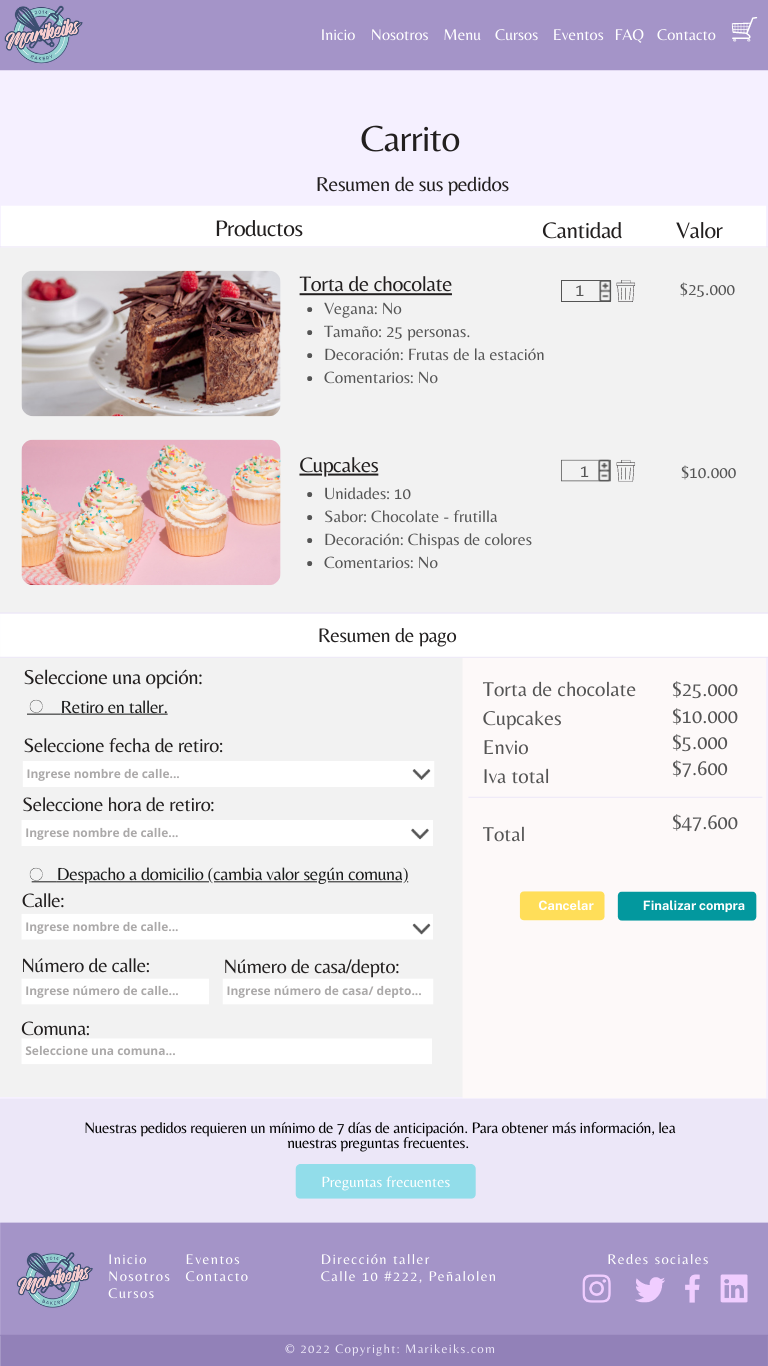 2016
Marikeiks
BAKERY
Inicio Nosotros Menu Cursos Eventos FAQ Contacto
Carrito
Resumen de sus pedidos
Productos Cantidad Valor
Torta de chocolate 1 $25.000
Vegana: No
Tamaño: 25 personas.
Decoración: Frutas de la estación
Comentarios: No
Cupcakes 1 $10.000
Unidades: 10
Sabor: Chocolate - frutilla
Decoración: Chispas de colores
Comentarios: No
Resumen de pago
Seleccione una opción:
Retiro en taller.
Seleccione fecha de retiro:
Ingrese nombre de calle...
Seleccione hora de retiro:
Ingrese nombre de calle...
Despacho a domicilio (cambia valor según comuna)
Calle:
Ingrese nombre de calle...
Número de calle: Número de casa/depto:
Ingrese número de calle... Ingrese número de casa/ depto...
Comuna:
Seleccione una comuna...
Torta de chocolate $25.000
Cupcakes $10.000
Envio $5.000
Iva total $7.600
Total $47.600
Cancelar Finalizar compra
Nuestras pedidos requieren un mínimo de 7 días de anticipación. Para obtener más información, lea
nuestras preguntas frecuentes.
Preguntas frecuentes
2016
Marikeiks
BAKERY
Inicio Eventos
Nosotros Contacto
Cursos
Dirección taller
Calle 10 #222, Peñalolen
Redes sociales
© 2022 Copyright: Marikeiks.com